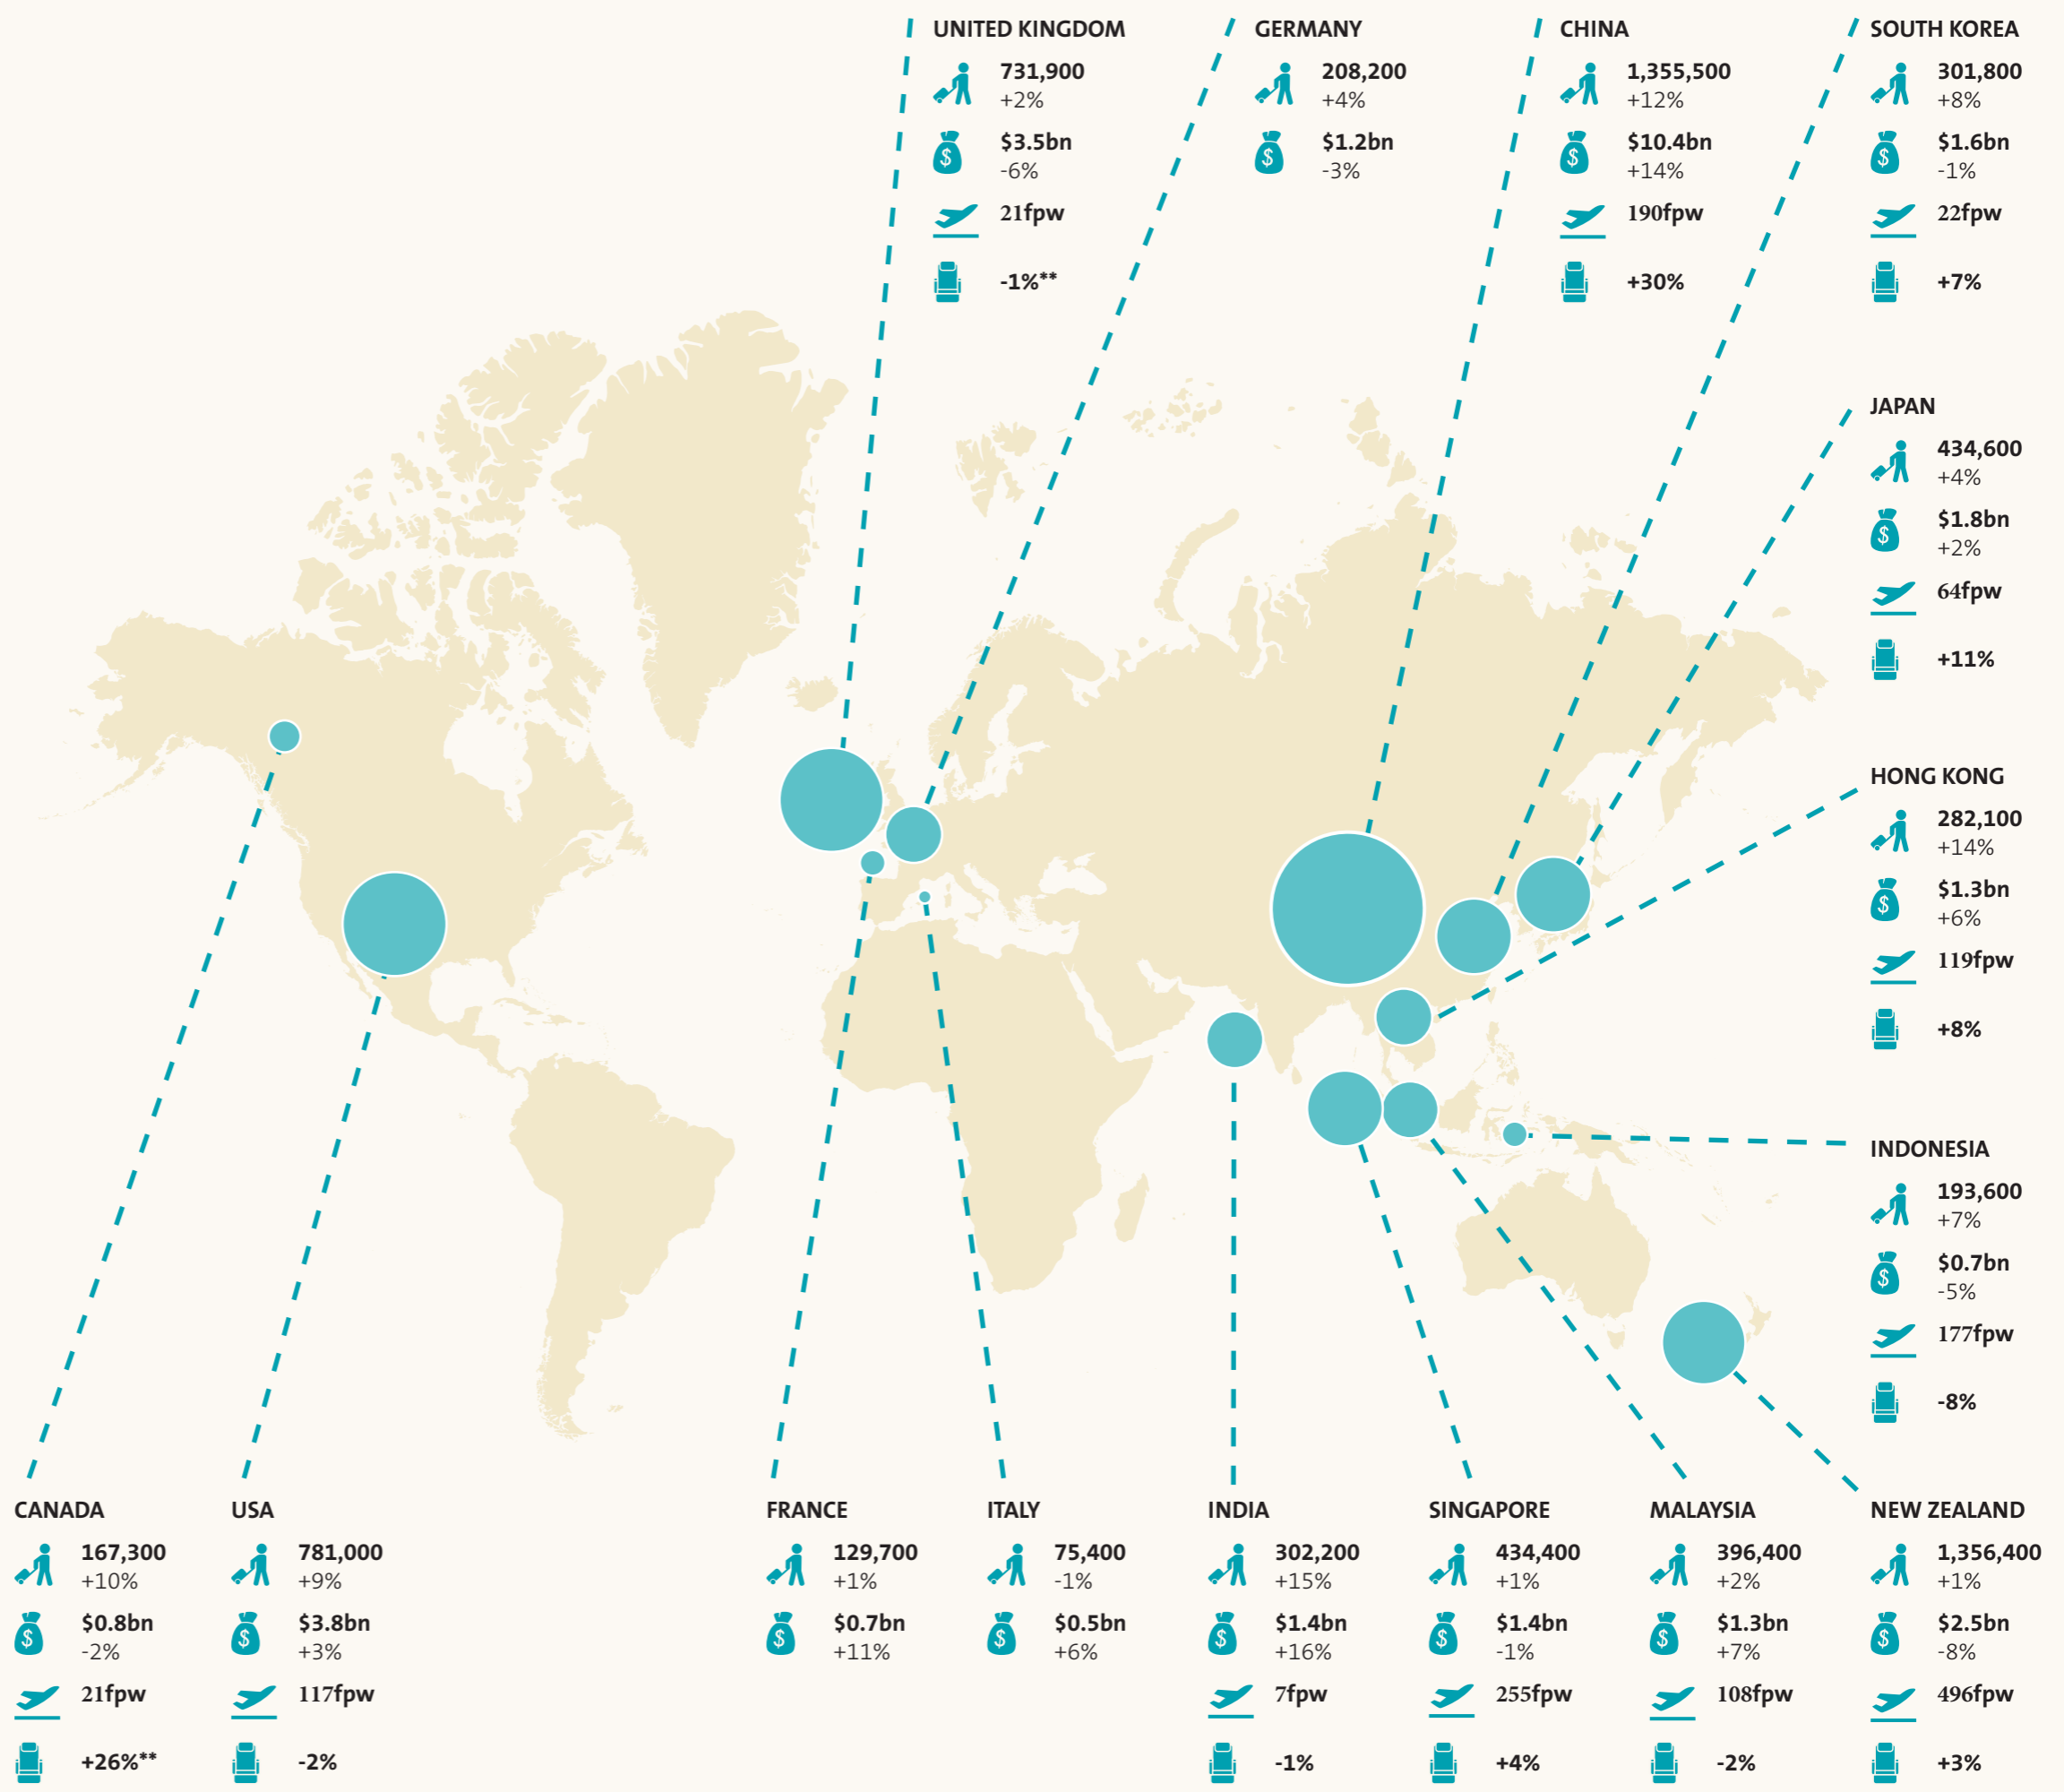 UNITED KINGDOM
731,900
+2%
$3.5bn
-6%
21fpw
-1%**
GERMANY
208,200
+4%
$1.2bn
-3%
CHINA
1,355,500
+12%
$10.4bn
+14%
190fpw
+30%
SOUTH KOREA
301,800
+8%
$1.6bn
-1%
22fpw
+7%
JAPAN
434,600
+4%
$1.8bn
+2%
64fpw
+11%
HONG KONG
282,100
+14%
$1.3bn
+6%
119fpw
+8%
INDONESIA
193,600
+7%
$0.7bn
-5%
177fpw
-8%
CANADA
167,300
+10%
$0.8bn
-2%
21fpw
+26%**
USA
781,000
+9%
$3.8bn
+3%
117fpw
-2%
FRANCE
129,700
+1%
$0.7bn
+11%
ITALY
75,400
-1%
$0.5bn
+6%
INDIA
302,200
+15%
$1.4bn
+16%
7fpw
-1%
SINGAPORE
434,400
+1%
$1.4bn
-1%
255fpw
+4%
MALAYSIA
396,400
+2%
$1.3bn
+7%
108fpw
-2%
NEW ZEALAND
1,356,400
+1%
$2.5bn
-8%
496fpw
+3%